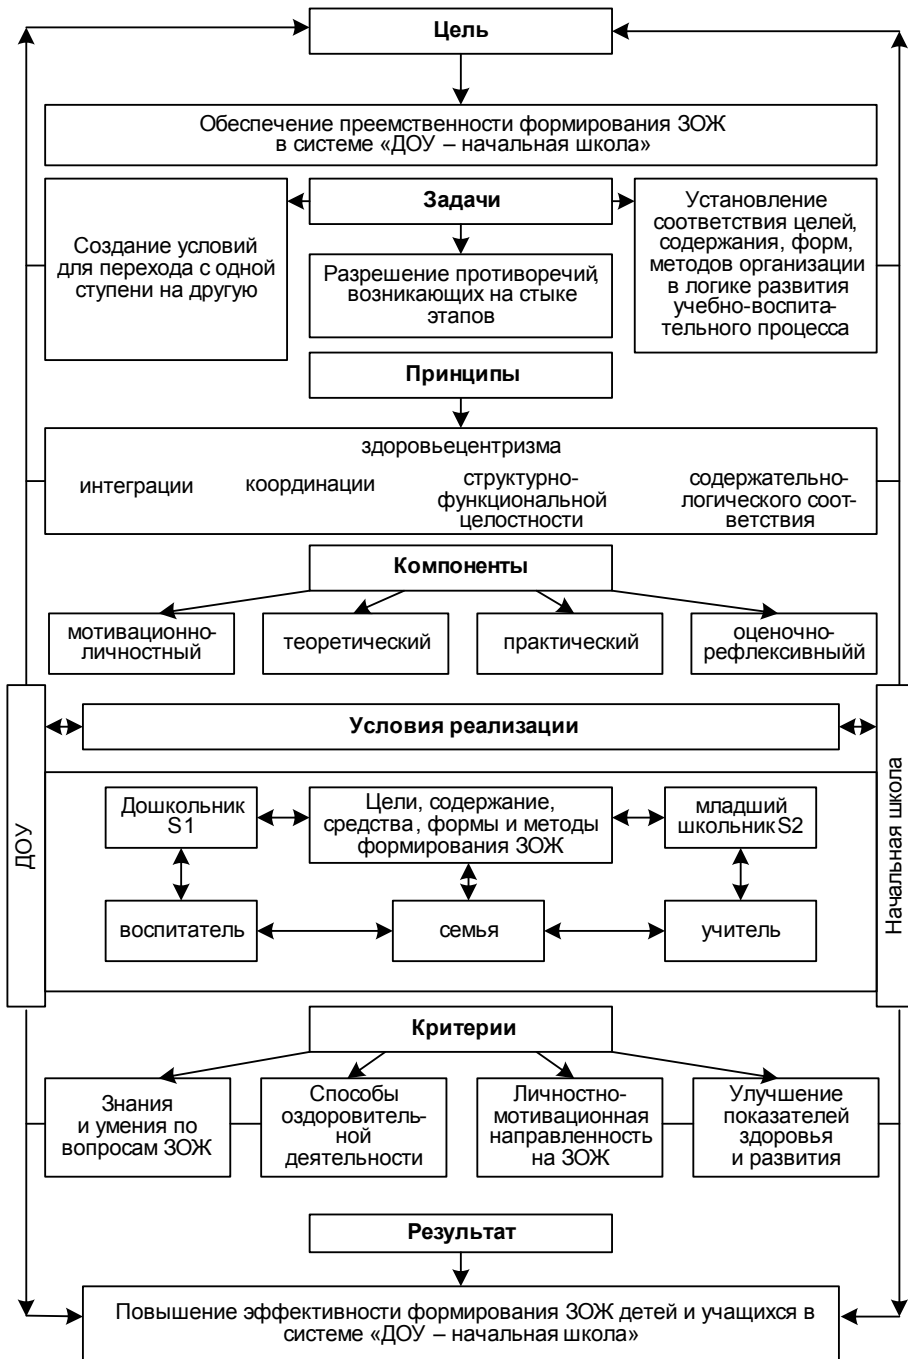 Цель
Обеспечение преемственности формирования ЗОЖ
в системе «ДОУ – начальная школа»
Задачи
Создание условий
для перехода с одной
ступени на другую
Разрешение противоречий,
возникающих на стыке
этапов
Установление
соответствия целей,
содержания, форм,
методов организации
в логике развития
учебно-воспита-
тельного процесса
Принципы
здоровьецентризма
интеграции
координации
структурно-
функциональной
целостности
содержательно-
логического соот-
ветствия
Компоненты
мотивационно-
личностный
теоретический
практический
оценочно-
рефлексивныйй
ДОУ
Условия реализации
Начальная школа
Дошкольник
S1
Цели, содержание,
средства, формы и методы
формирования ЗОЖ
младший
школьник S2
воспитатель
семья
учитель
Критерии
Знания
и умения по
вопросам ЗОЖ
Способы
оздоровитель-
ной
деятельности
Личностно-
мотивационная
направленность
на ЗОЖ
Улучшение
показателей
здоровья
и развития
Результат
Повышение эффективности формирования ЗОЖ детей и учащихся в
системе «ДОУ – начальная школа»